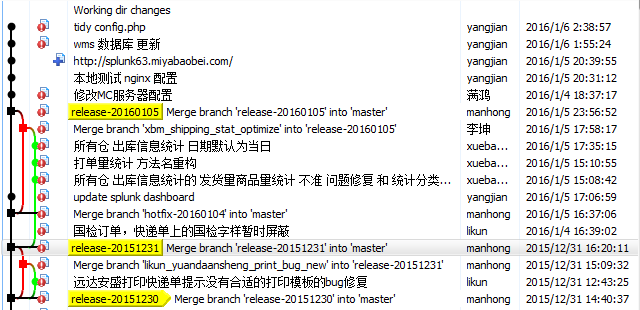 Working dir changes
tidy config.php yangjian 2016/1/6 2:38:57
wms 数据库 更新 yangjian 2016/1/6 1:55:24
http://splunk63.miyabaobei.com/ yangjian 2016/1/5 20:39:55
本地测试 nginx 配置 yangjian 2016/1/5 20:31:12
修改MC服务器配置 满鸿 2016/1/4 18:37:17
release-20160105 Merge branch 'release-20160105' into 'master' manhong 2016/1/5 23:56:52
Merge branch 'xbm_shipping_stat_optimize' into 'release-20160105' 李坤 2016/1/5 17:58:17
所有仓 出库信息统计 日期默认为当日 xueba... 2016/1/5 17:35:15
打单量统计 方法名重构 xueba... 2016/1/5 15:10:55
所有仓 出库信息统计的 发货量商品量统计 不准 问题修复 和 统计分类... xueba... 2016/1/5 15:08:42
update splunk dashboard yangjian 2016/1/5 17:06:59
Merge branch 'hotfix-20160104' into 'master' manhong 2016/1/5 16:37:06
国检订单，快递单上的国检字样暂时屏蔽 likun 2016/1/4 16:39:02
release-20151231 Merge branch 'release-20151231' into 'master' manhong 2015/12/31 16:20:11
Merge branch 'likun_yuandaansheng_print_bug_new' into 'release-20151231' manhong 2015/12/31 15:09:32
远达安盛打印快递单提示没有合适的打印模板的bug修复 likun 2015/12/31 12:43:25
release-20151230 Merge branch 'release-20151230' into 'master' manhong 2015/12/31 14:40:37